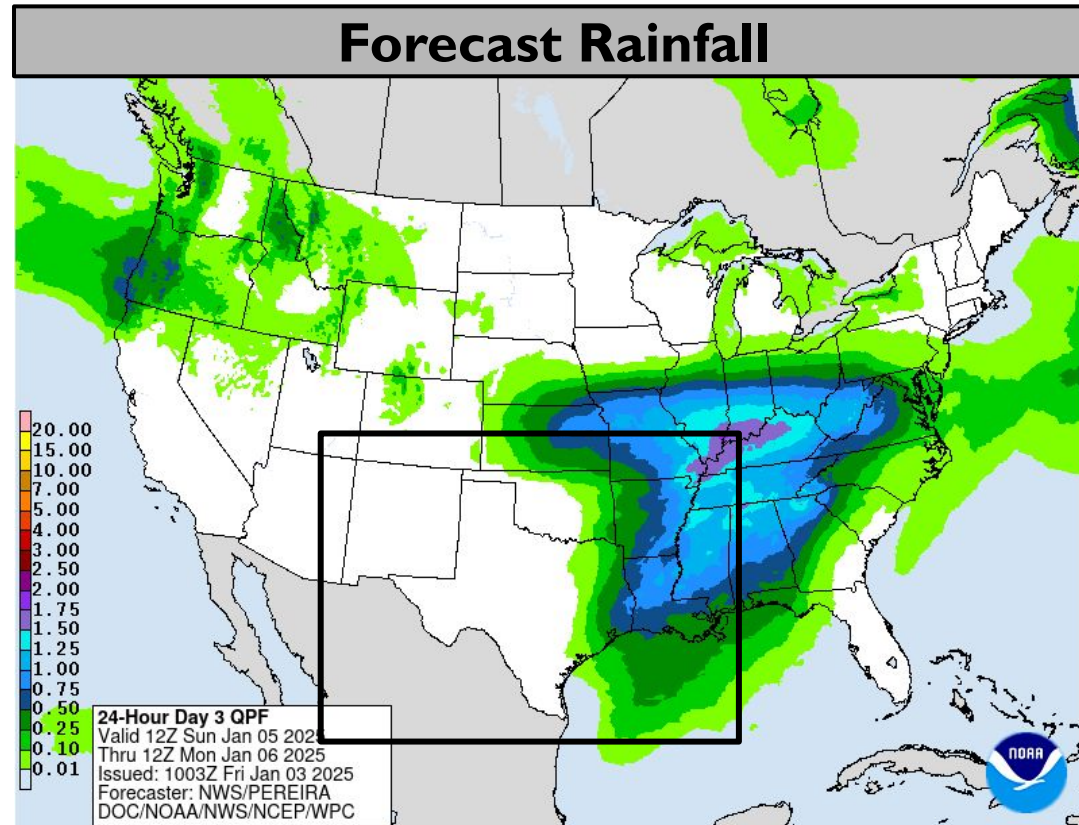 Forecast Rainfall
20.00
15.00
10.00
7.00
5.00
4.00
3.00
2.50
2.00
1.75
1.50
1.25
1.00
0.75
0.50
0.25
0.10
0.01
24-Hour Day 3 QPF
Valid 12Z Sun Jan 05 2025
Thru 12Z Mon Jan 06 2025
Issued: 1003Z Fri Jan 03 2025
Forecaster: NWS/PEREIRA
DOC/NOAA/NWS/NCEP/WPC
NOAA